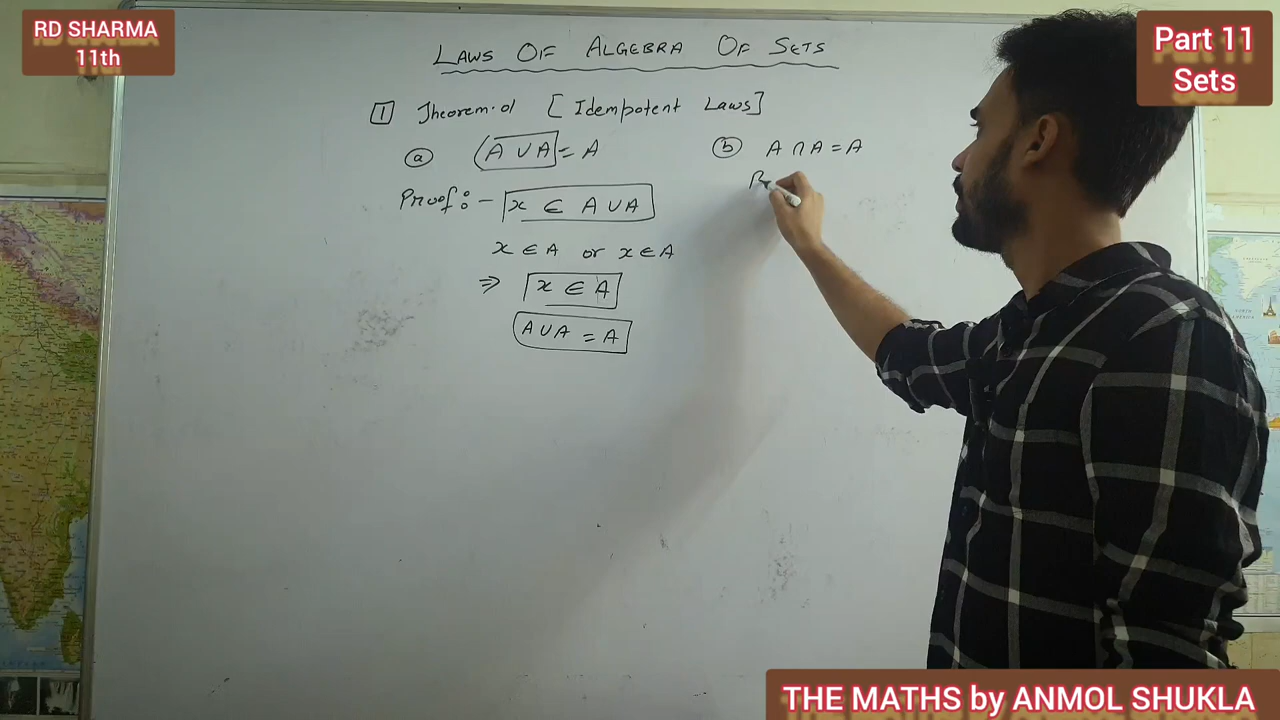 RD SHARMA
11th
Part 11
Sets
LAWS OF ALGEBRA OF SETS
1 Theorem.01 [Idempotent Laws]
a A ∪ A = A
Proof :- x ∈ A ∪ A
x ∈ A or x ∈ A
⇒ x ∈ A
A ∪ A = A
b A ∩ A = A
THE MATHS by ANMOL SHUKLA